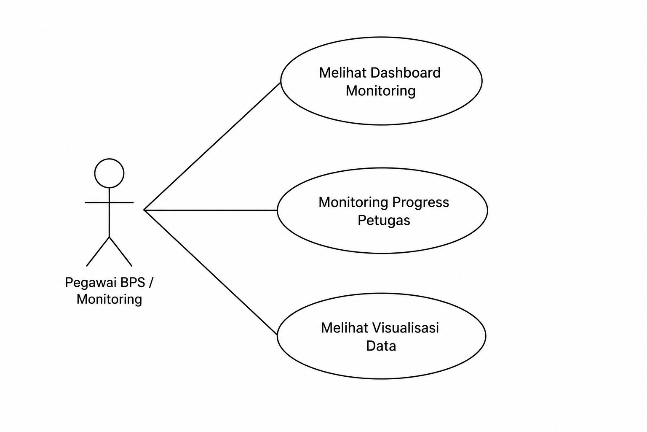 Melihat Dashboard
Monitoring
Monitoring Progress
Petugas
Pegawai BPS /
Monitoring
Melihat Visualisasi
Data